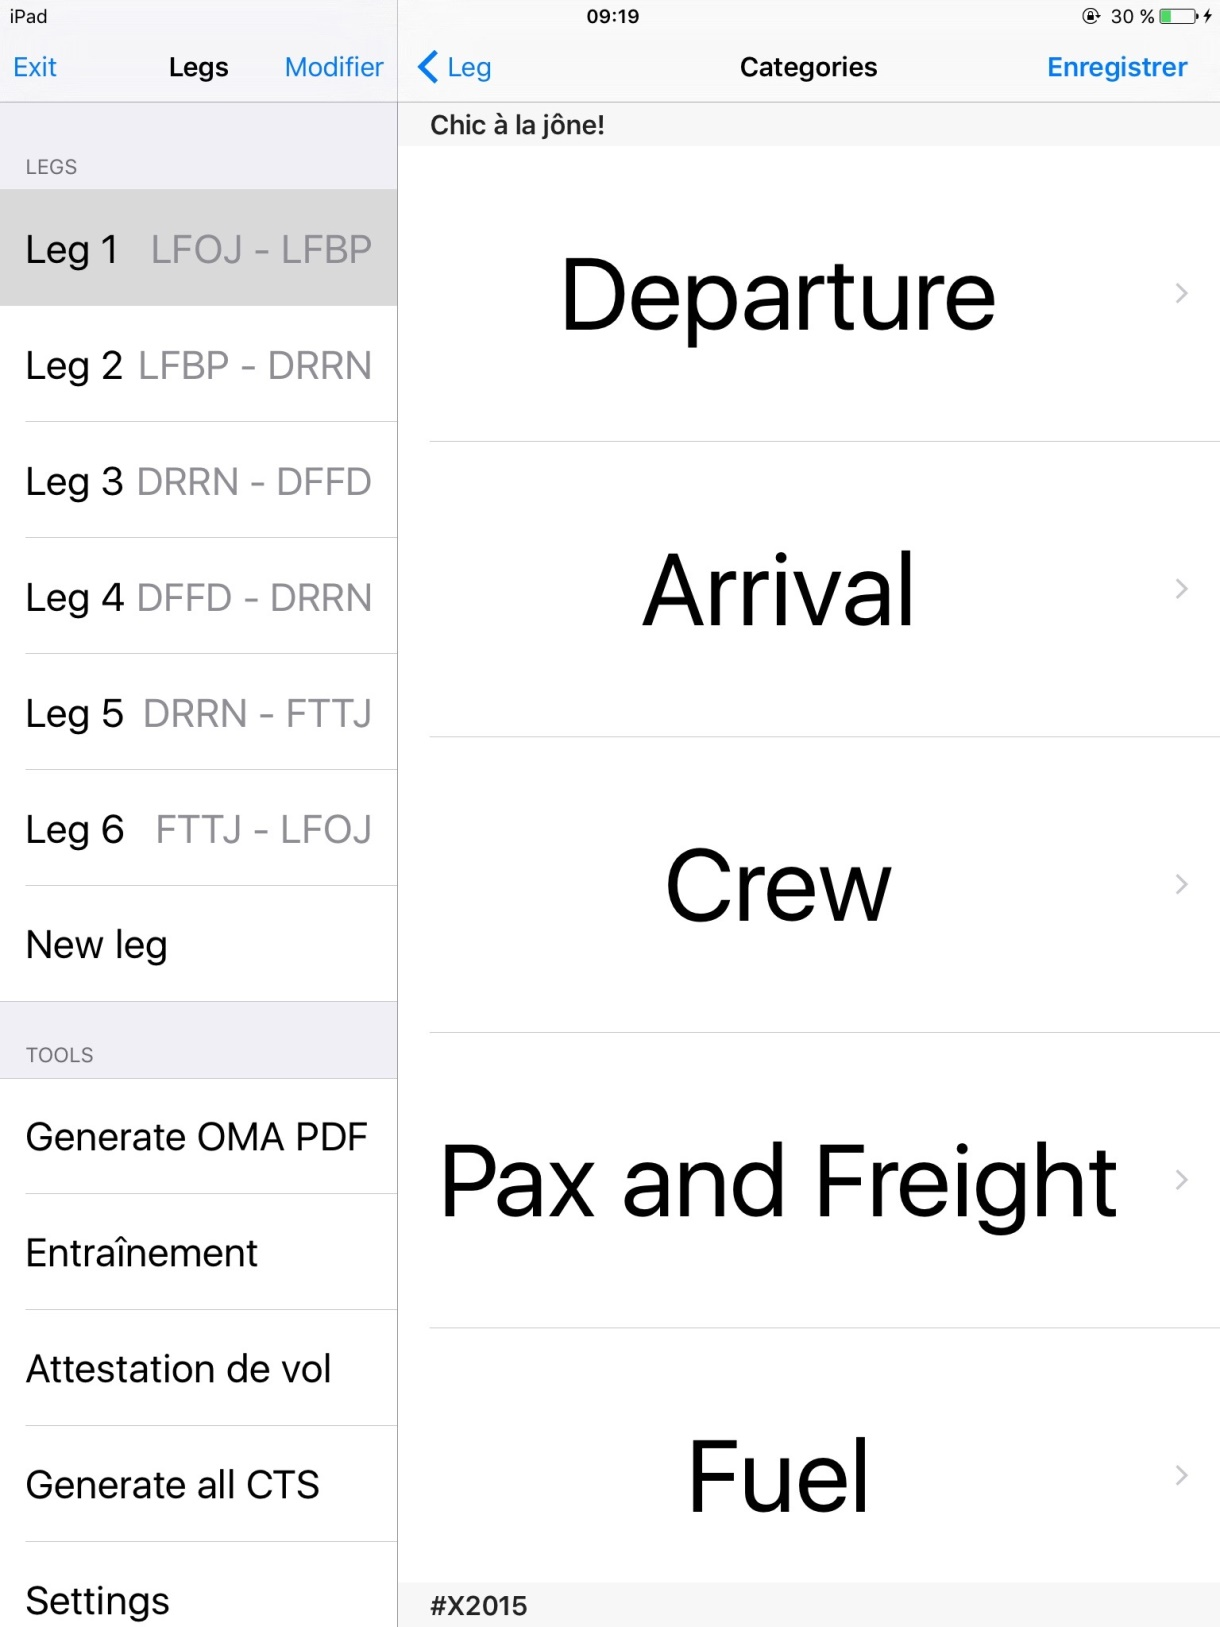 iPad 09:19 30 %
Exit Legs Modifier
Leg Categories Enregistrer
LEGS
Leg 1 LFOJ - LFBP
Leg 2 LFBP - DRRN
Leg 3 DRRN - DFFD
Leg 4 DFFD - DRRN
Leg 5 DRRN - FTTJ
Leg 6 FTTJ - LFOJ
New leg
TOOLS
Generate OMA PDF
Entraînement
Attestation de vol
Generate all CTS
Settings
Chic à la jône!
Departure
Arrival
Crew
Pax and Freight
Fuel
#X2015